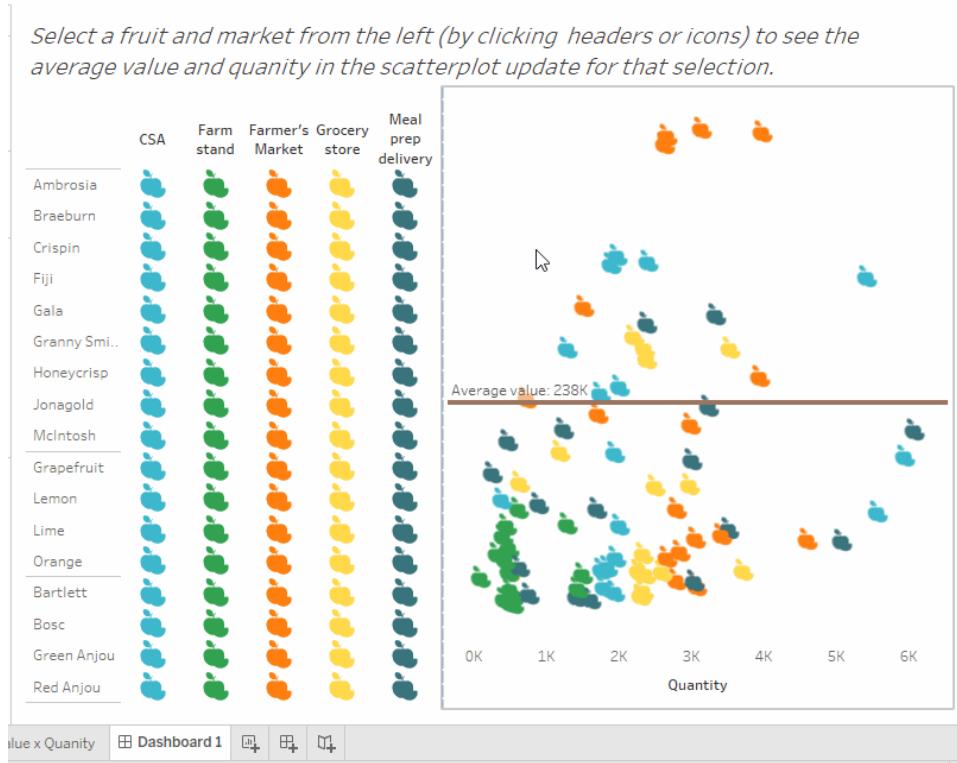 Select a fruit and market from the left (by clicking headers or icons) to see the
average value and quanity in the scatterplot update for that selection.
CSA
Farm
stand
Farmer's
Market
Grocery
store
Meal
prep
delivery
Ambrosia
Braeburn
Crispin
Fiji
Gala
Granny Smi..
Honeycrisp
Jonagold
McIntosh
Grapefruit
Lemon
Lime
Orange
Bartlett
Bosc
Green Anjou
Red Anjou
Average value: 238K
0K 1K 2K 3K 4K 5K 6K
Quantity
x Quanity Dashboard 1